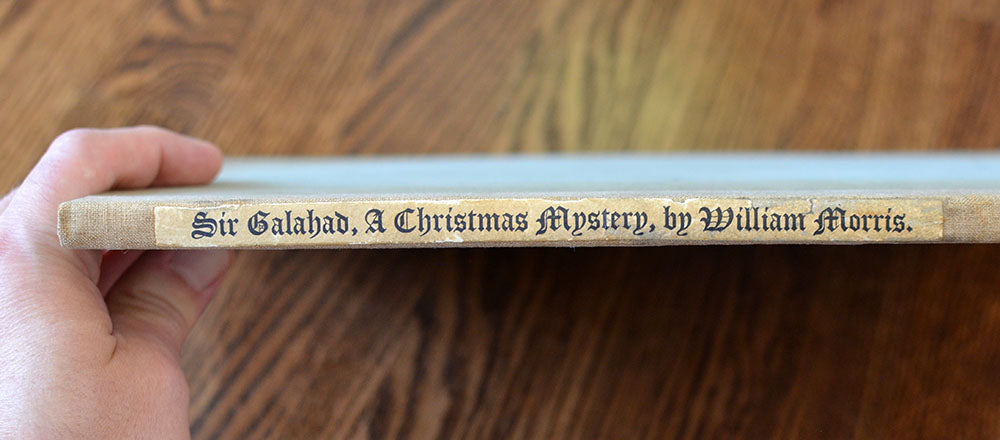 Sir Galahad, A Christmas Mystery, by William Morris.